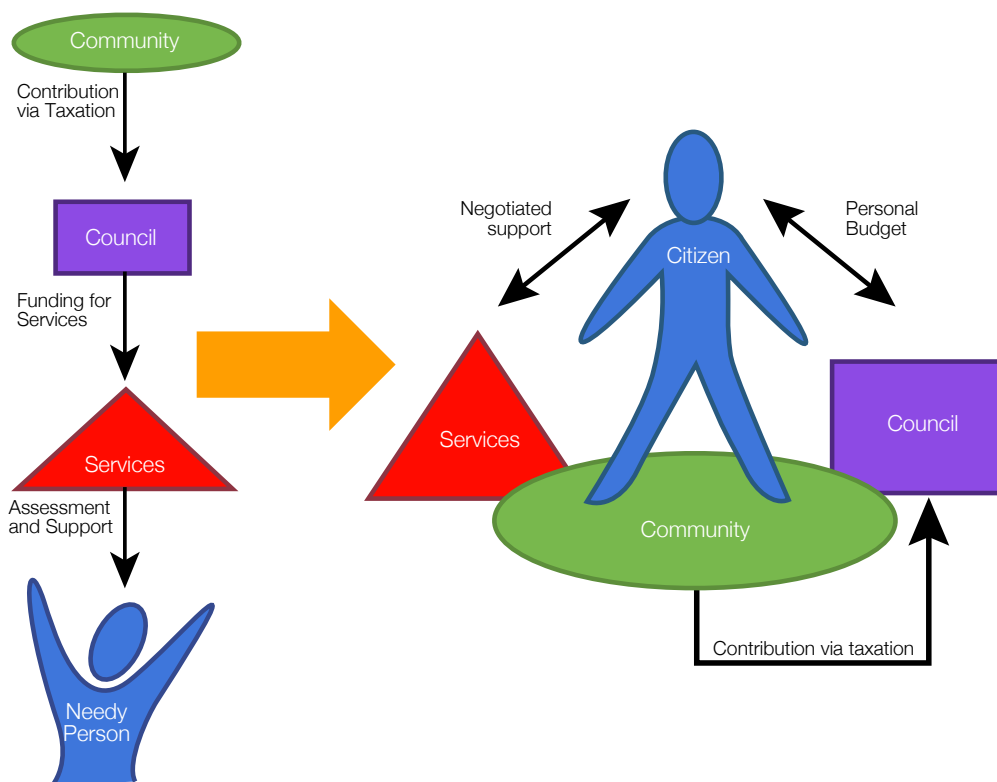 Community
Contribution
via Taxation
Council
Funding for
Services
Services
Assessment
and Support
Needy
Person
Negotiated
support
Citizen
Personal
Budget
Services
Council
Community
Contribution via taxation